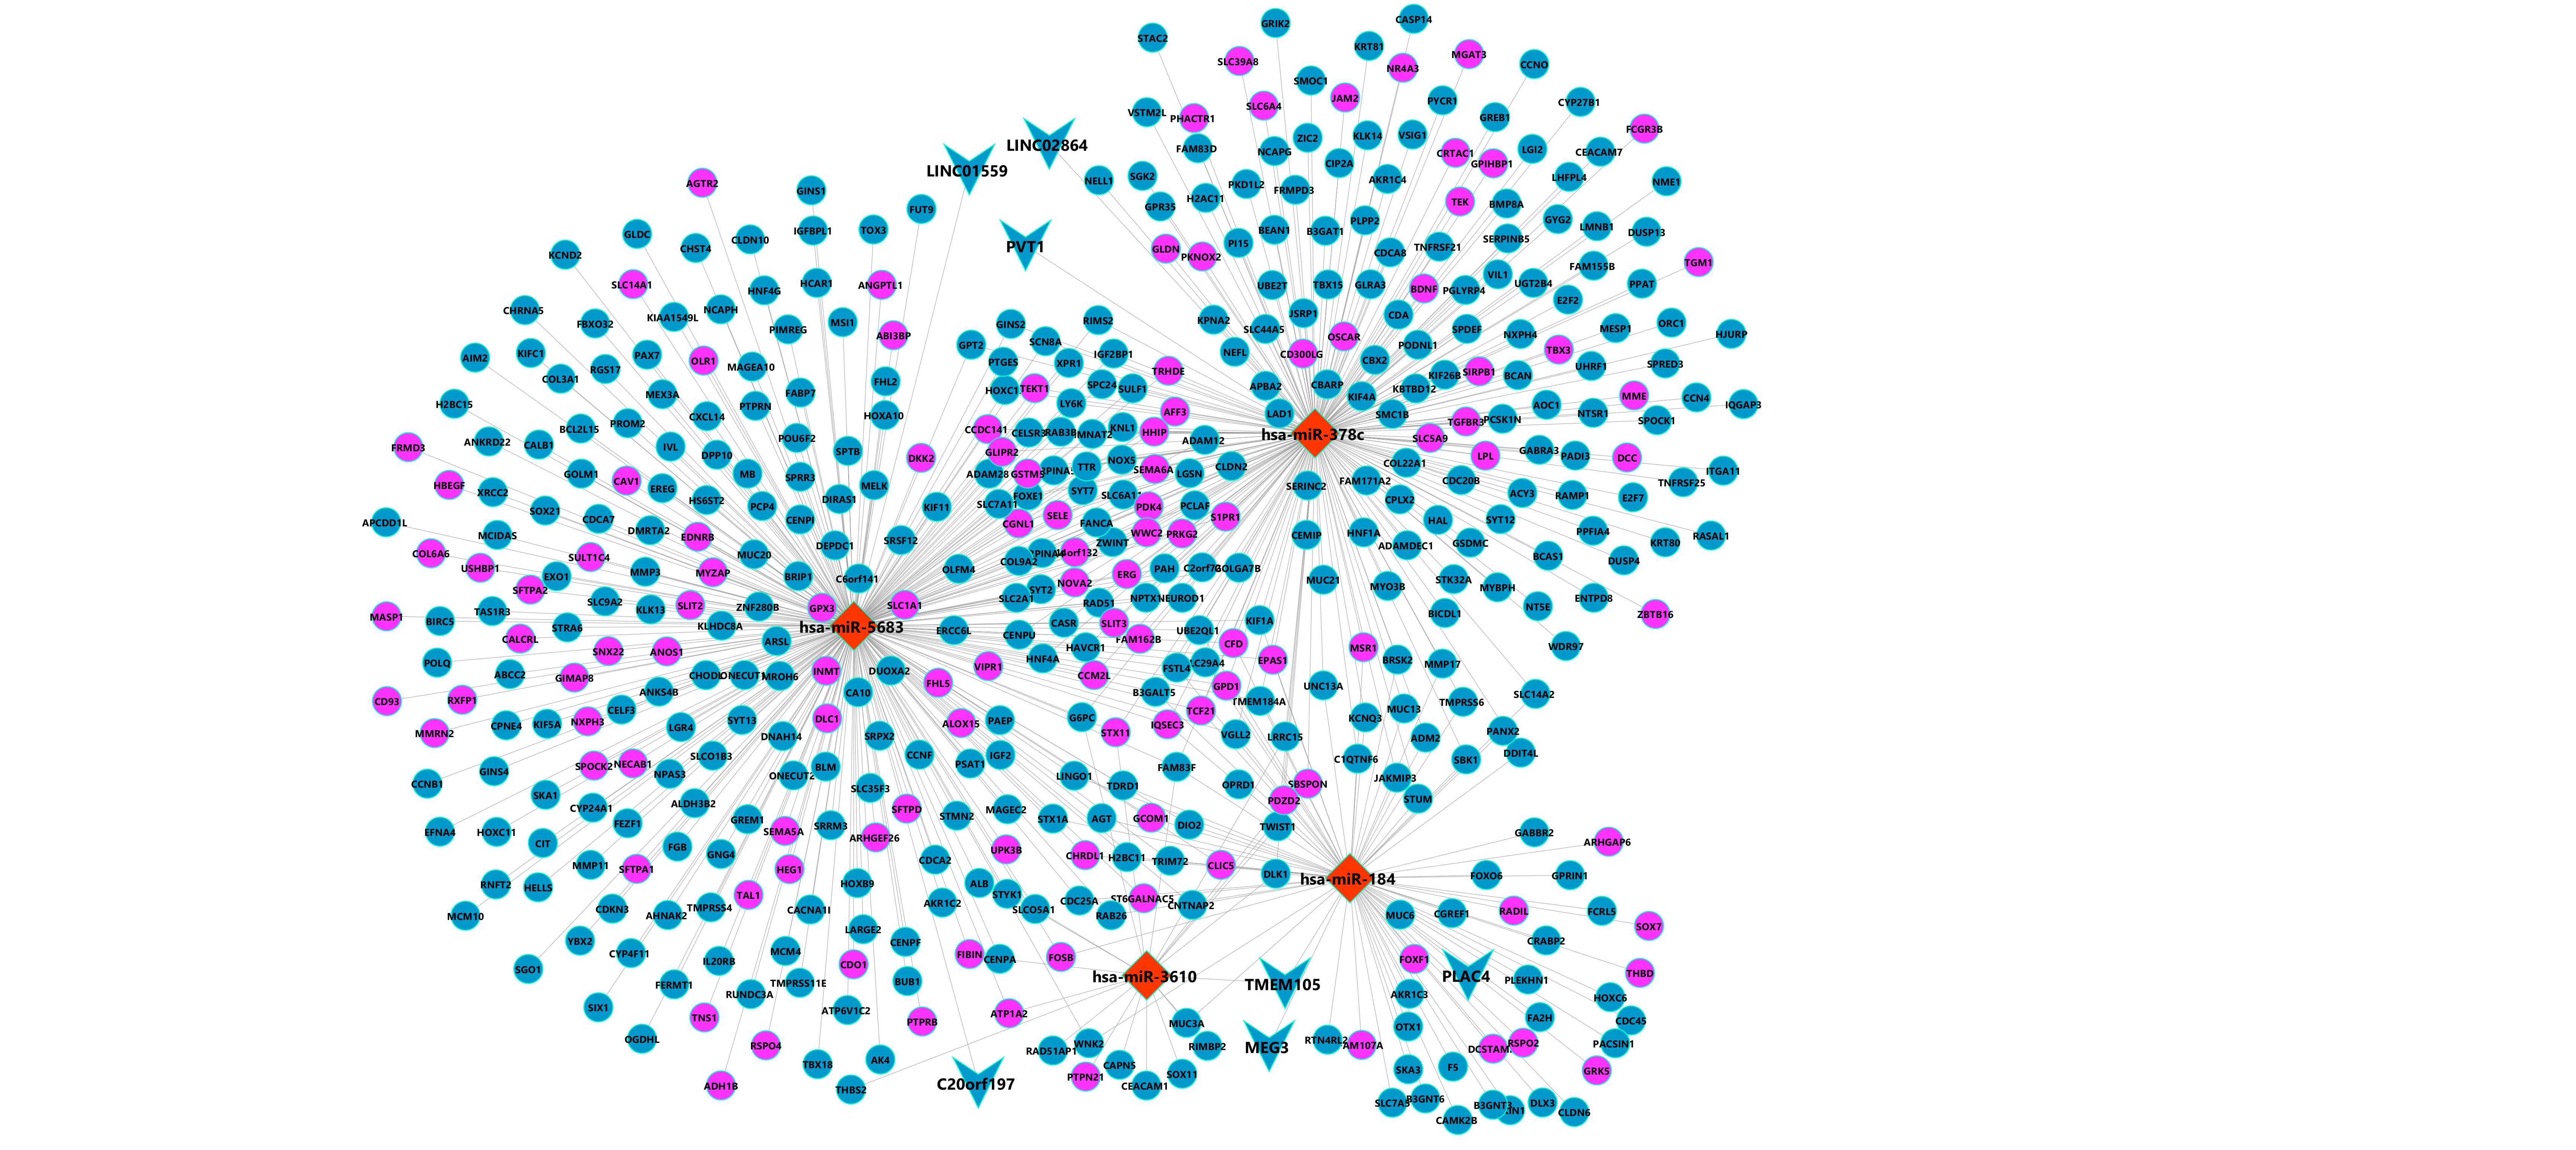 CASP14
GRIK2
STAC2
KRT81
MGAT3
SLC39A8
NR4A3
CCNO
SMOC1
JAM2
PYCR1
CYP27B1
SLC6A4
VSTM2L
PHACTR1
GREB1
FCGR3B
ZIC2
KLK14
VSIG1
LINC02864
FAM83D
NCAPG
CRTAC1
LGI2
CEACAM7
CIP2A
GPIHBP1
LINC01559
NELL1
SGK2
PKD1L2
FRMPD3
AKR1C4
LHFPL4
NME1
AGTR2
GINS1
H2AC11
GPR35
TEK
BMP8A
FUT9
PLPP2
GYG2
LMNB1
GLDC
CHST4
CLDN10
IGFBPL1
TOX3
PVT1
BEAN1
B3GAT1
DUSP13
SERPINB5
KCND2
GLDN
PKNOX2
PI15
CDCA8
TNFRSF21
FAM155B
TGM1
SLC14A1
HNF4G
HCAR1
ANGPTL1
UBE2T
TBX15
GLRA3
BDNF
PGLYRP4
VIL1
UGT2B4
PPAT
CHRNA5
FBXO32
KIAA1549L
NCAPH
PIMREG
MSI1
ABI3BP
GINS2
RIMS2
KPNA2
SLC44A5
JSRP1
CDA
E2F2
SPDEF
NXPH4
MESP1
ORC1
HJURP
AIM2
KIFC1
PAX7
OLR1
GPT2
SCN8A
NEFL
OSCAR
PODNL1
TBX3
COL3A1
RGS17
MAGEA10
PTGES
XPR1
IGF2BP1
TRHDE
CD300LG
CBX2
UHRF1
SPRED3
H2BC15
MEX3A
PTPRN
FABP7
FHL2
TEKT1
SPC24
SULF1
APBA2
CBARP
KIF4A
KBTBD12
KIF26B
SIRPB1
BCAN
MME
CCN4
IQGAP3
BCL2L15
PROM2
CXCL14
HOXA10
LY6K
AFF3
LAD1
SMC1B
AOC1
NTSR1
SPOCK1
FRMD3
ANKRD22
CALB1
IVL
POU6F2
CCDC141
CELSR3
RAB3B
MNAT2
KNL1
HHIP
ADAM12
hsa-miR-378c
SLC5A9
TGFBR3
PCSK1N
GOLM1
DPP10
SPTB
DKK2
GLIPR2
NOX5
GABRA3
PADI3
DCC
ITGA11
HBEGF
XRCC2
CAV1
EREG
MB
SPRR3
MELK
ADAM28
GSTM5
TTR
SEMA6A
LGSN
CLDN2
COL22A1
LPL
TNFRSF25
APCDD1L
SOX21
CDCA7
HS6ST2
PCP4
DIRAS1
KIF11
SLC7A11
FOXE1
SYT7
SLC6A11
PDK4
PCLAF
SERINC2
FAM171A2
CPLX2
CDC20B
ACY3
RAMP1
E2F7
MCIDAS
DMRTA2
EDNRB
CENPI
SRSF12
CGNL1
SELE
FANCA
WWC2
PRKG2
S1PR1
CEMIP
HNF1A
HAL
SYT12
PPFIA4
KRT80
RASAL1
COL6A6
USHBP1
SULT1C4
MUC20
DEPDC1
ZWINT
ADAMDEC1
GSDMC
BCAS1
DUSP4
SFTPA2
EXO1
MMP3
MYZAP
BRIP1
C6orf141
OLFM4
COL9A2
NOVA2
ERG
PAH
GOLGA7B
MUC21
MYO3B
STK32A
MYBPH
ENTPD8
MASP1
BIRC5
TAS1R3
SLC9A2
KLK13
SLIT2
ZNF280B
GPX3
SLC1A1
SLC2A1
SYT2
RAD51
NPTX1
NEUROD1
BICDL1
NT5E
ZBTB16
CALCRL
STRA6
KLHDC8A
hsa-miR-5683
ERCC6L
CENPU
CASR
SLIT3
FAM162B
UBE2QL1
KIF1A
POLQ
SNX22
ANOS1
ARSL
HNF4A
HAVCR1
CFD
EPAS1
MSR1
WDR97
CD93
RXFP1
ABCC2
GIMAP8
ANKS4B
CHODL
MROH6
INMT
DUOXA2
FHL5
VIPR1
CCM2L
FSTL4
GPD1
UNC13A
BRSK2
MMP17
MMRN2
CPNE4
KIF5A
NXPH3
CELF3
LGR4
SYT13
DLC1
CA10
ALOX15
PAEP
G6PC
B3GALT5
TCF21
TMEM184A
KCNQ3
MUC13
TMPRSS6
SLC14A2
CCNB1
GINS4
SPOCK2
NECAB1
NPAS3
SLCO1B3
DNAH14
SRPX2
CCNF
PSAT1
IGF2
STX11
IQSEC3
VGLL2
LRRC15
C1QTNF6
ADM2
PANX2
DDIT4L
SKA1
CYP24A1
ALDH3B2
ONECUT2
BLM
SLC35F3
LINGO1
TDRD1
FAM83F
OPRD1
SBSPON
JAKMIP3
SBK1
EFNA4
HOXC11
CIT
FEZF1
GREM1
SEMA5A
SRRM3
SFTPD
ARHGEF26
STMN2
MAGEC2
STX1A
AGT
GCOM1
DIO2
PDZD2
TWIST1
STUM
GABBR2
ARHGAP6
RNFT2
HELLS
MMP11
SFTPA1
FGB
GNG4
HEG1
CDCA2
UPK3B
CHRDL1
H2BC11
TRIM72
CLIC5
DLK1
hsa-miR-184
FOXO6
GPRIN1
MCM10
CDKN3
AHNAK2
TMPRSS4
TAL1
CACNA1I
HOXB9
AKR1C2
ALB
STYK1
SLCO5A1
CDC25A
RAB26
ST6GALNAC5
CNTNAP2
MUC6
CGREF1
RADIL
FCRL5
SOX7
SGO1
YBX2
CYP4F11
IL20RB
MCM4
LARGE2
CENPF
FIBIN
CENPA
FOSB
hsa-miR-3610
TMEM105
FOXF1
PLAC4
CRABP2
THBD
SIX1
FERMT1
RUNDC3A
TMPRSS11E
CDO1
BUB1
PLEKHN1
HOXC6
OGDHL
TNS1
RSPO4
ATP6V1C2
PTPRB
ATP1A2
MUC3A
AKR1C3
CDC45
ADH1B
TBX18
THBS2
AK4
C20orf197
RAD51AP1
WNK2
PTPN21
CAPN5
CEACAM1
RIMBP2
SOX11
MEG3
RTN4RL2
OTX1
FA2H
PACSIN1
SKA3
F5
RSPO2
GRK5
B3GNT6
CAMK2B
B3GNT3
DLX3
CLDN6